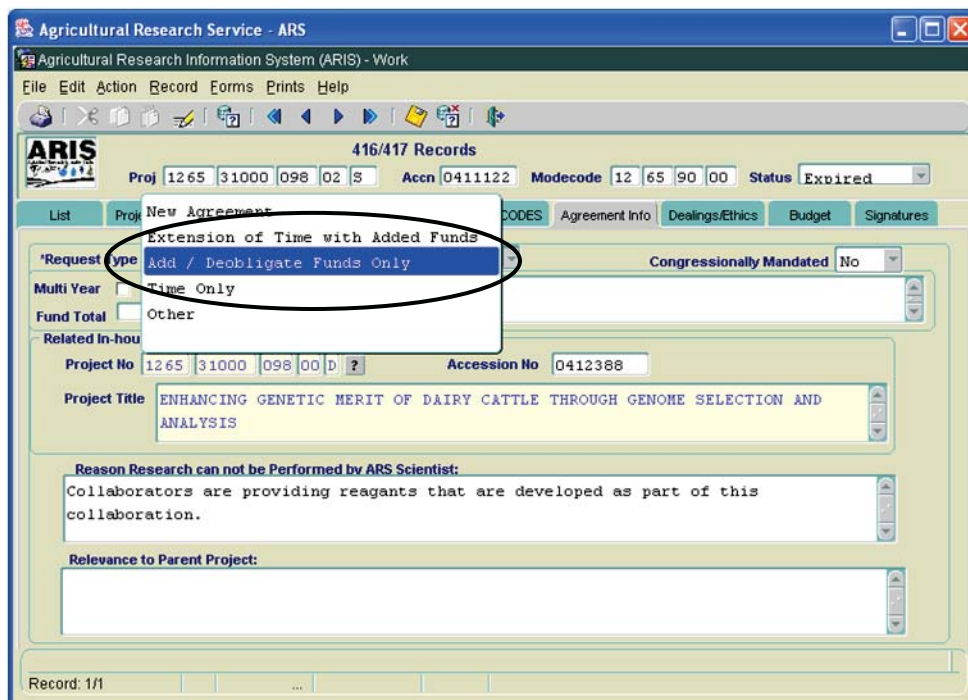 Agricultural Research Service - ARS
Agricultural Research Information System (ARIS) - Work
File Edit Action Record Forms Prints Help
ARIS
416/417 Records
Proj 1265 31000 098 02 S Accn 0411122 Modecode 12 65 90 00 Status Expired
List CODES Agreement Info Dealings/Ethics Budget Signatures
New Agreement
Extension of Time with Added Funds
*Request Type Add / Deobligate Funds Only Congressionally Mandated No
Multi Year Time Only
Fund Total Other
Related In-hou
Project No 1265 31000 098 00 D ? Accession No 0412388
Project Title ENHANCING GENETIC MERIT OF DAIRY CATTLE THROUGH GENOME SELECTION AND
ANALYSIS
Reason Research can not be Performed by ARS Scientist:
Collaborators are providing reagants that are developed as part of this
collaboration.
Relevance to Parent Project:
Record: 1/1 ...